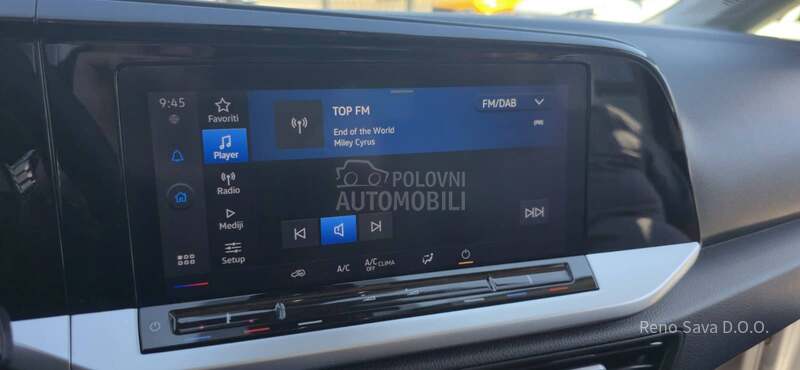 9:45
Favoriti
Player
Radio
Mediji
Setup
TOP FM
FM/DAB
End of the World
Miley Cyrus
POLOVNI
AUTOMOBILI
A/C
A/C
OFF
CLIMA
Reno Sava D.O.O.